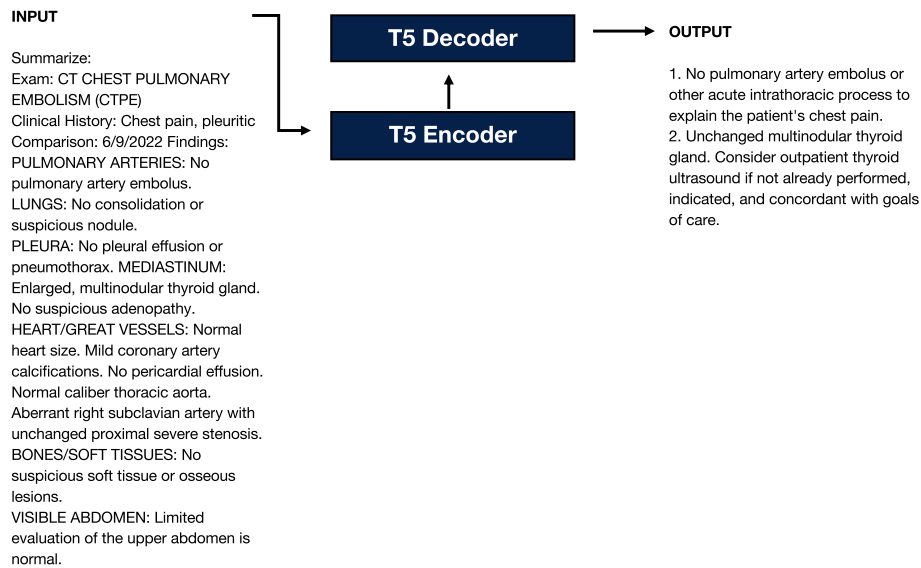 INPUT
Summarize:
Exam: CT CHEST PULMONARY
EMBOLISM (CTPE)
Clinical History: Chest pain, pleuritic
Comparison: 6/9/2022 Findings:
PULMONARY ARTERIES: No
pulmonary artery embolus.
LUNGS: No consolidation or
suspicious nodule.
PLEURA: No pleural effusion or
pneumothorax. MEDIASTINUM:
Enlarged, multinodular thyroid gland.
No suspicious adenopathy.
HEART/GREAT VESSELS: Normal
heart size. Mild coronary artery
calcifications. No pericardial effusion.
Normal caliber thoracic aorta.
Aberrant right subclavian artery with
unchanged proximal severe stenosis.
BONES/SOFT TISSUES: No
suspicious soft tissue or osseous
lesions.
VISIBLE ABDOMEN: Limited
evaluation of the upper abdomen is
normal.
T5 Decoder
T5 Encoder
OUTPUT
1. No pulmonary artery embolus or
other acute intrathoracic process to
explain the patient's chest pain.
2. Unchanged multinodular thyroid
gland. Consider outpatient thyroid
ultrasound if not already performed,
indicated, and concordant with goals
of care.